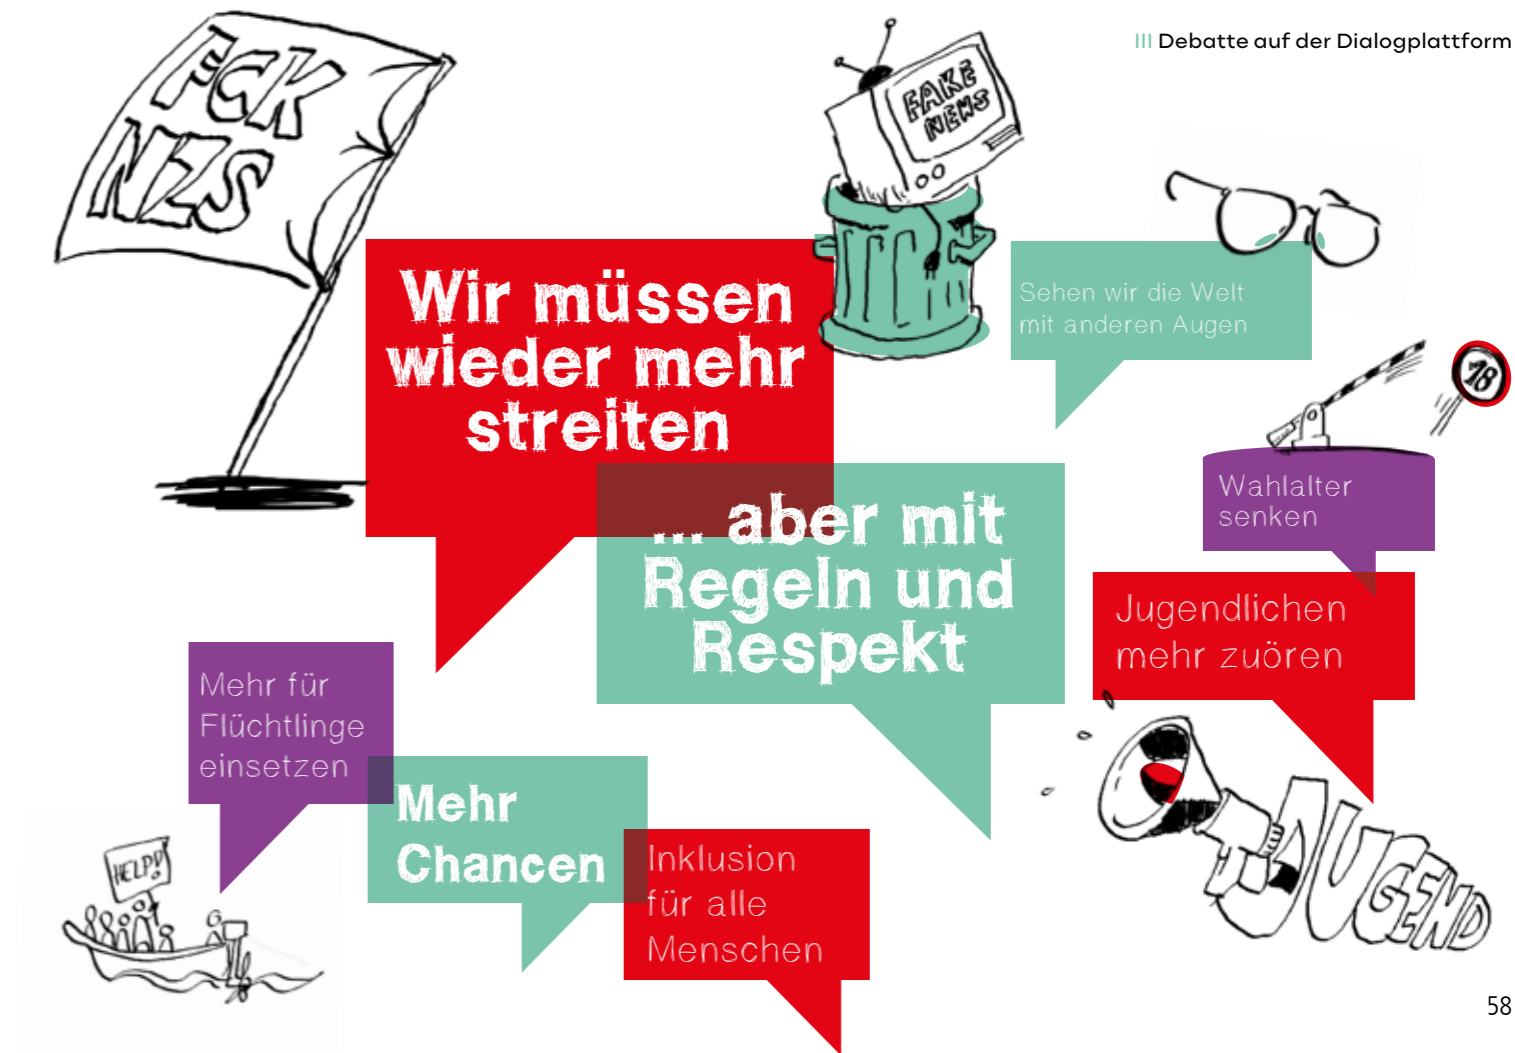 III Debatte auf der Dialogplattform
FCK
NZS
FAKE
NEWS
Wir müssen
wieder mehr
streiten
Sehen wir die Welt
mit anderen Augen
18
Wahlalter
senken
... aber mit
Regeln und
Respekt
Jugendlichen
mehr zuören
Mehr für
Flüchtlinge
einsetzen
Mehr
Chancen
Inklusion
für alle
Menschen
HELP!
JUGEND
58